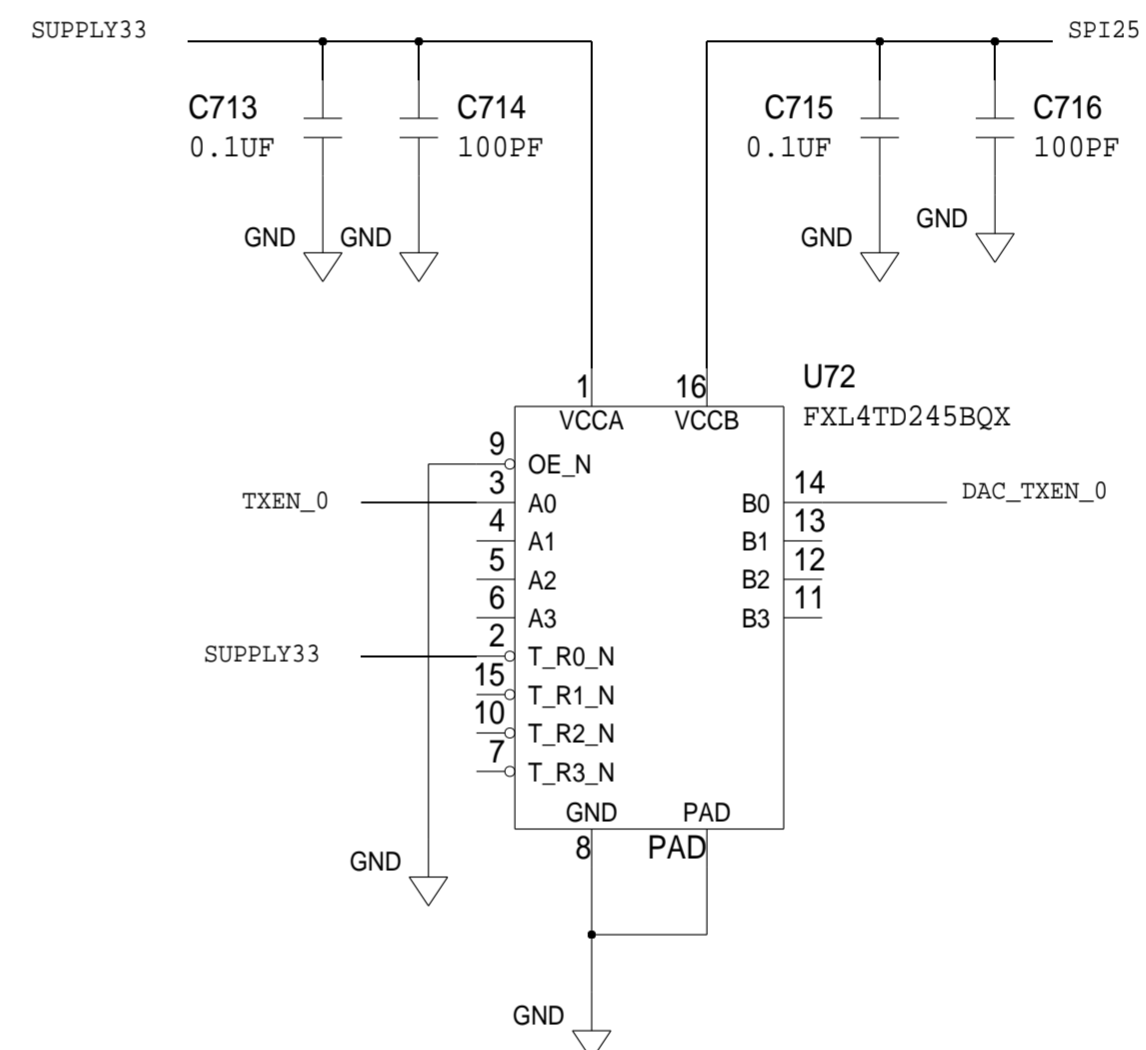 SUPPLY33
SPI25
C713
0.1UF
C714
100PF
C715
0.1UF
C716
100PF
GND
GND
GND
GND
1
16
U72
FXL4TD245BQX
VCCA
VCCB
9
OE_N
TXEN_0
3
A0
B0
14
DAC_TXEN_0
4
A1
B1
13
5
A2
B2
12
6
A3
B3
11
SUPPLY33
2
T_R0_N
15
T_R1_N
10
T_R2_N
7
T_R3_N
GND
PAD
8
PAD
GND
GND